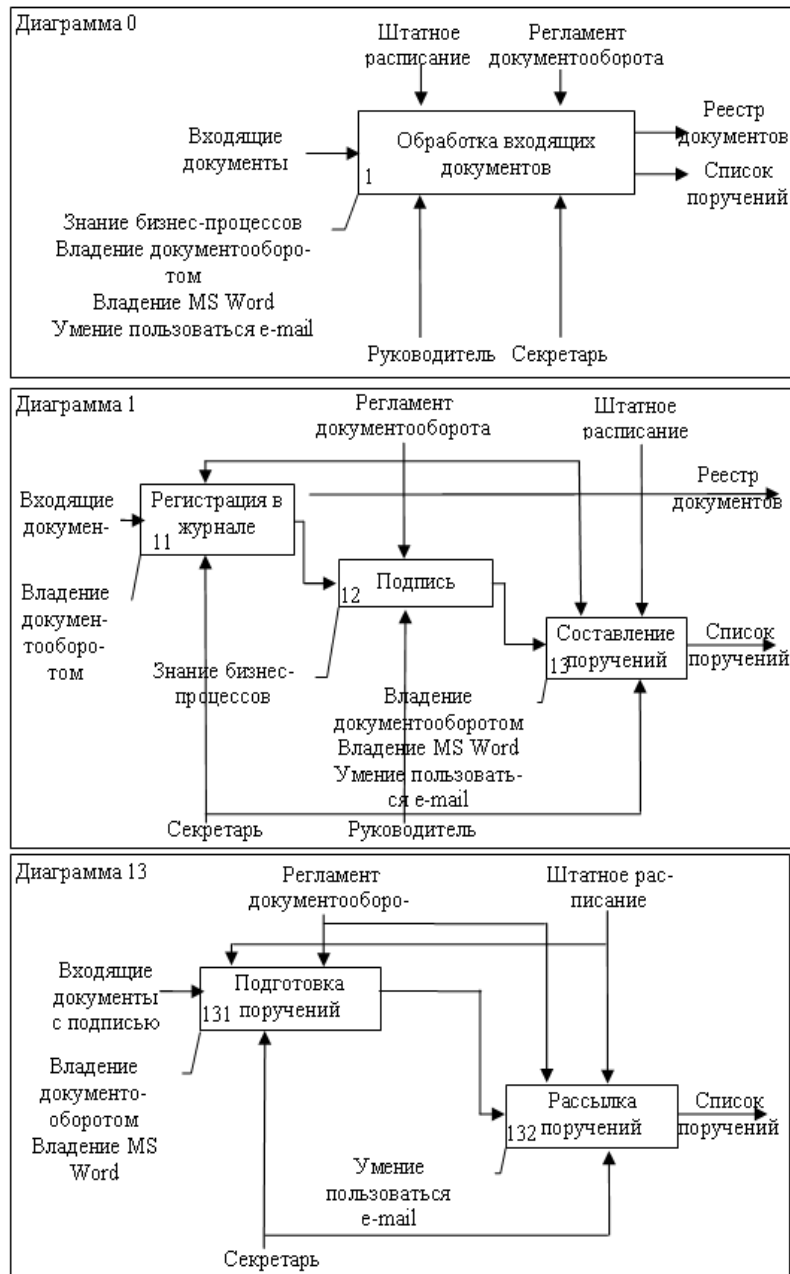 Диаграмма 0
Штатное
расписание
Регламент
документооборота
Входящие
документы
Обработка входящих
документов
1
Реестр
документов
Список
поручений
Знание бизнес-процессов
Владение документооборо-
том
Владение MS Word
Умение пользоваться e-mail
Руководитель
Секретарь
Диаграмма 1
Регламент
документооборота
Штатное
расписание
Входящие
докумен-
Регистрация в
журнале
11
Реестр
документов
Подпись
12
Составление
поручений
13
Список
поручений
Владение
докумен-
тооборо-
том
Знание бизнес-
процессов
Владение
документооборотом
Владение MS Word
Умение пользовать-
ся e-mail
Секретарь
Руководитель
Диаграмма 13
Регламент
документооборо-
Штатное рас-
писание
Входящие
документы
с подписью
Подготовка
поручений
131
Владение
документо-
оборотом
Владение MS
Word
Рассылка
поручений
132
Список
поручений
Умение
пользоваться
e-mail
Секретарь